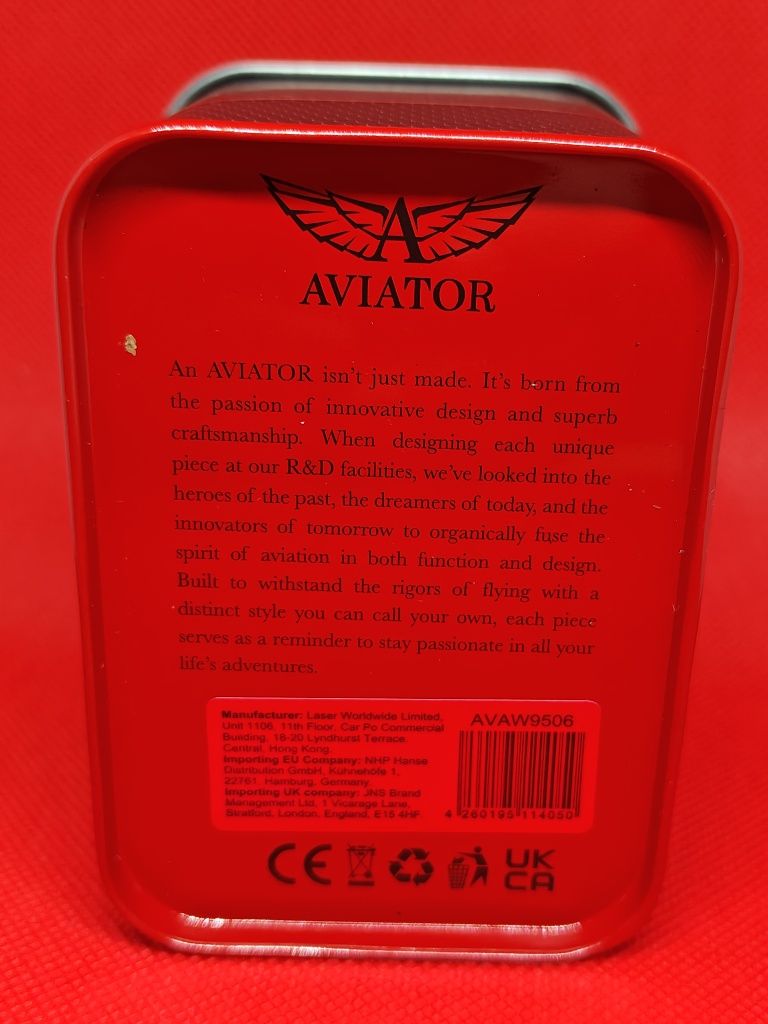 A
AVIATOR
An AVIATOR isn't just made. It's born from
the passion of innovative design and superb
craftsmanship. When designing each unique
piece at our R&D facilities, we've looked into the
heroes of the past, the dreamers of today, and the
innovators of tomorrow to organically fuse the
spirit of aviation in both function and design.
Built to withstand the rigors of flying with a
distinct style you can call your own, each piece
serves as a reminder to stay passionate in all your
life's adventures.
Manufacturer: Laser Worldwide Limited,
Unit 1106, 11th Floor, Car Po Commercial
Building, 18-20 Lyndhurst Terrace,
Central, Hong Kong.
Importing EU Company: NHP Hanse
Distribution GmbH, Kühnehöfe 1,
22761, Hamburg, Germany
Importing UK company: JNS Brand
Management Ltd, 1 Vicarage Lane,
Stratford, London, England, E15 4HF.
AVAW9506
4 260195 114050
CE
UK
CA